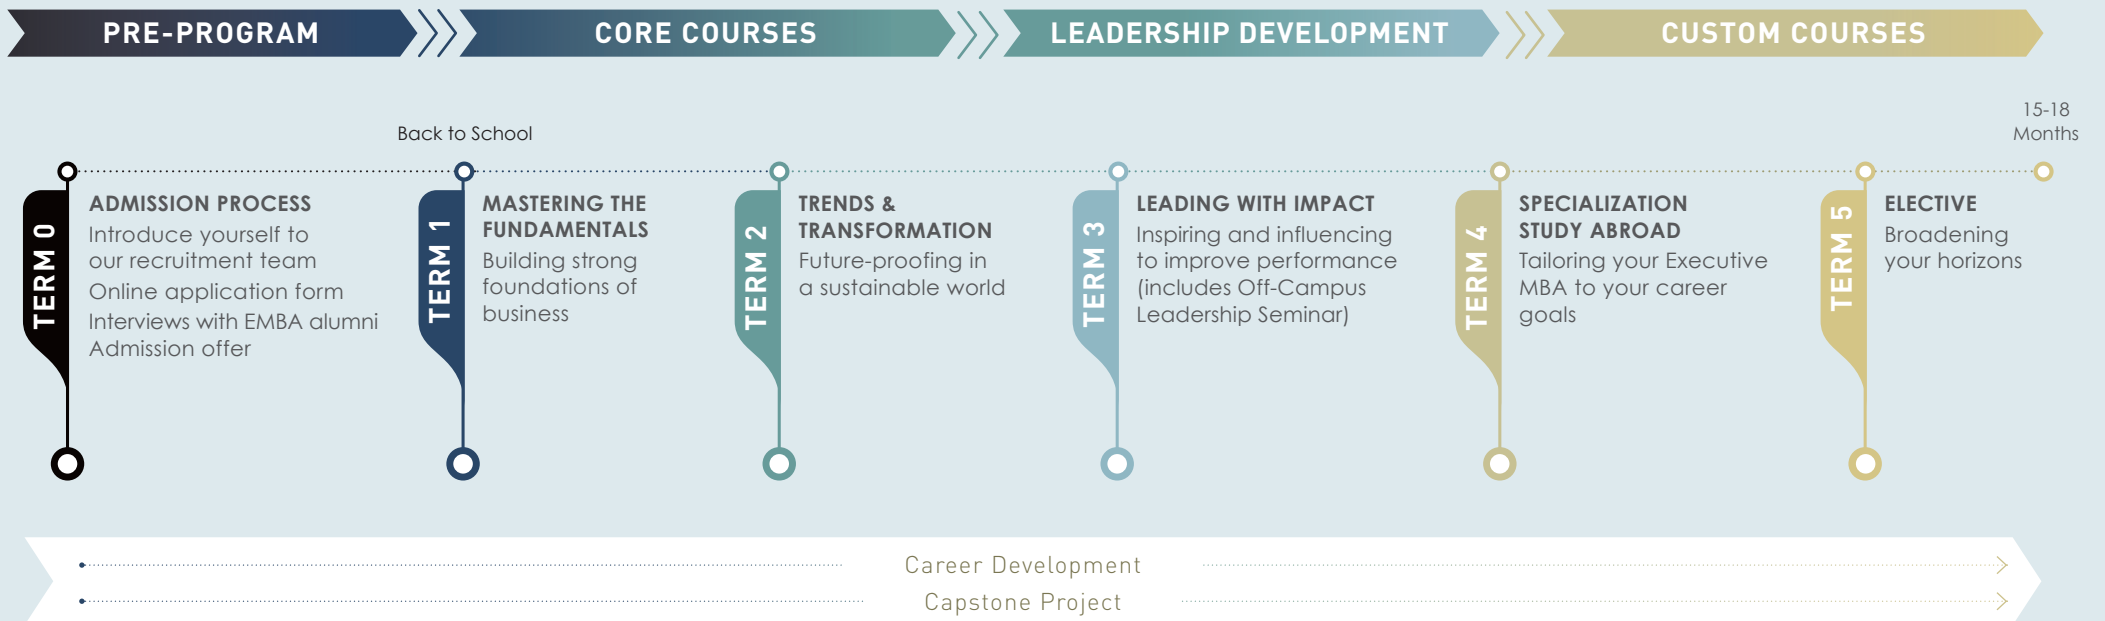 PRE-PROGRAM
CORE COURSES
LEADERSHIP DEVELOPMENT
CUSTOM COURSES
15-18
Months
Back to School
TERM 0
ADMISSION PROCESS
Introduce yourself to
our recruitment team
Online application form
Interviews with EMBA alumni
Admission offer
TERM 1
MASTERING THE
FUNDAMENTALS
Building strong
foundations of
business
TERM 2
TRENDS &
TRANSFORMATION
Future-proofing in
a sustainable world
TERM 3
LEADING WITH IMPACT
Inspiring and influencing
to improve performance
(includes Off-Campus
Leadership Seminar)
TERM 4
SPECIALIZATION
STUDY ABROAD
Tailoring your Executive
MBA to your career
goals
TERM 5
ELECTIVE
Broadening
your horizons
Career Development
Capstone Project